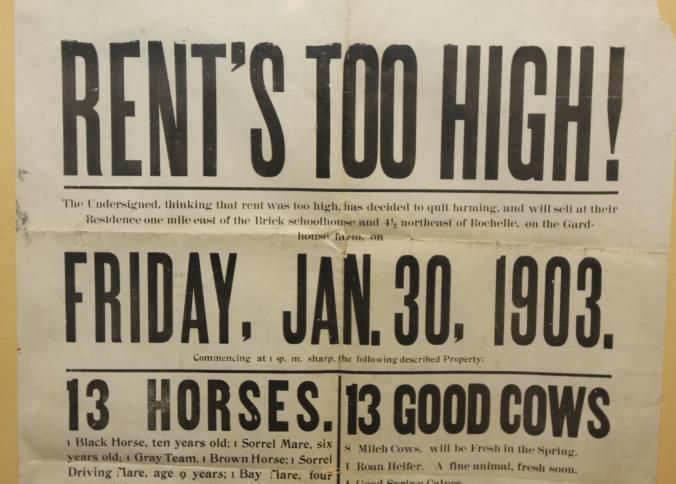 RENT'S TOO HIGH!
The Undersigned, thinking that rent was too high, has decided to quit farming, and will sell at their
Residence one mile east of the Brick schoolhouse and 4½ northeast of Rochelle, on the Gard-
house farm, on
FRIDAY, JAN. 30, 1903.
Commencing at 1 p. m. sharp, the following described Property:
13 HORSES.
1 Black Horse, ten years old; 1 Sorrel Mare, six
years old; 1 Gray Team, 1 Brown Horse; 1 Sorrel
Driving Mare, age 9 years; 1 Bay Mare, four
13 GOOD COWS
8 Milch Cows, will be Fresh in the Spring.
1 Roan Heifer. A fine animal, fresh soon.
4 Good Spring Calves